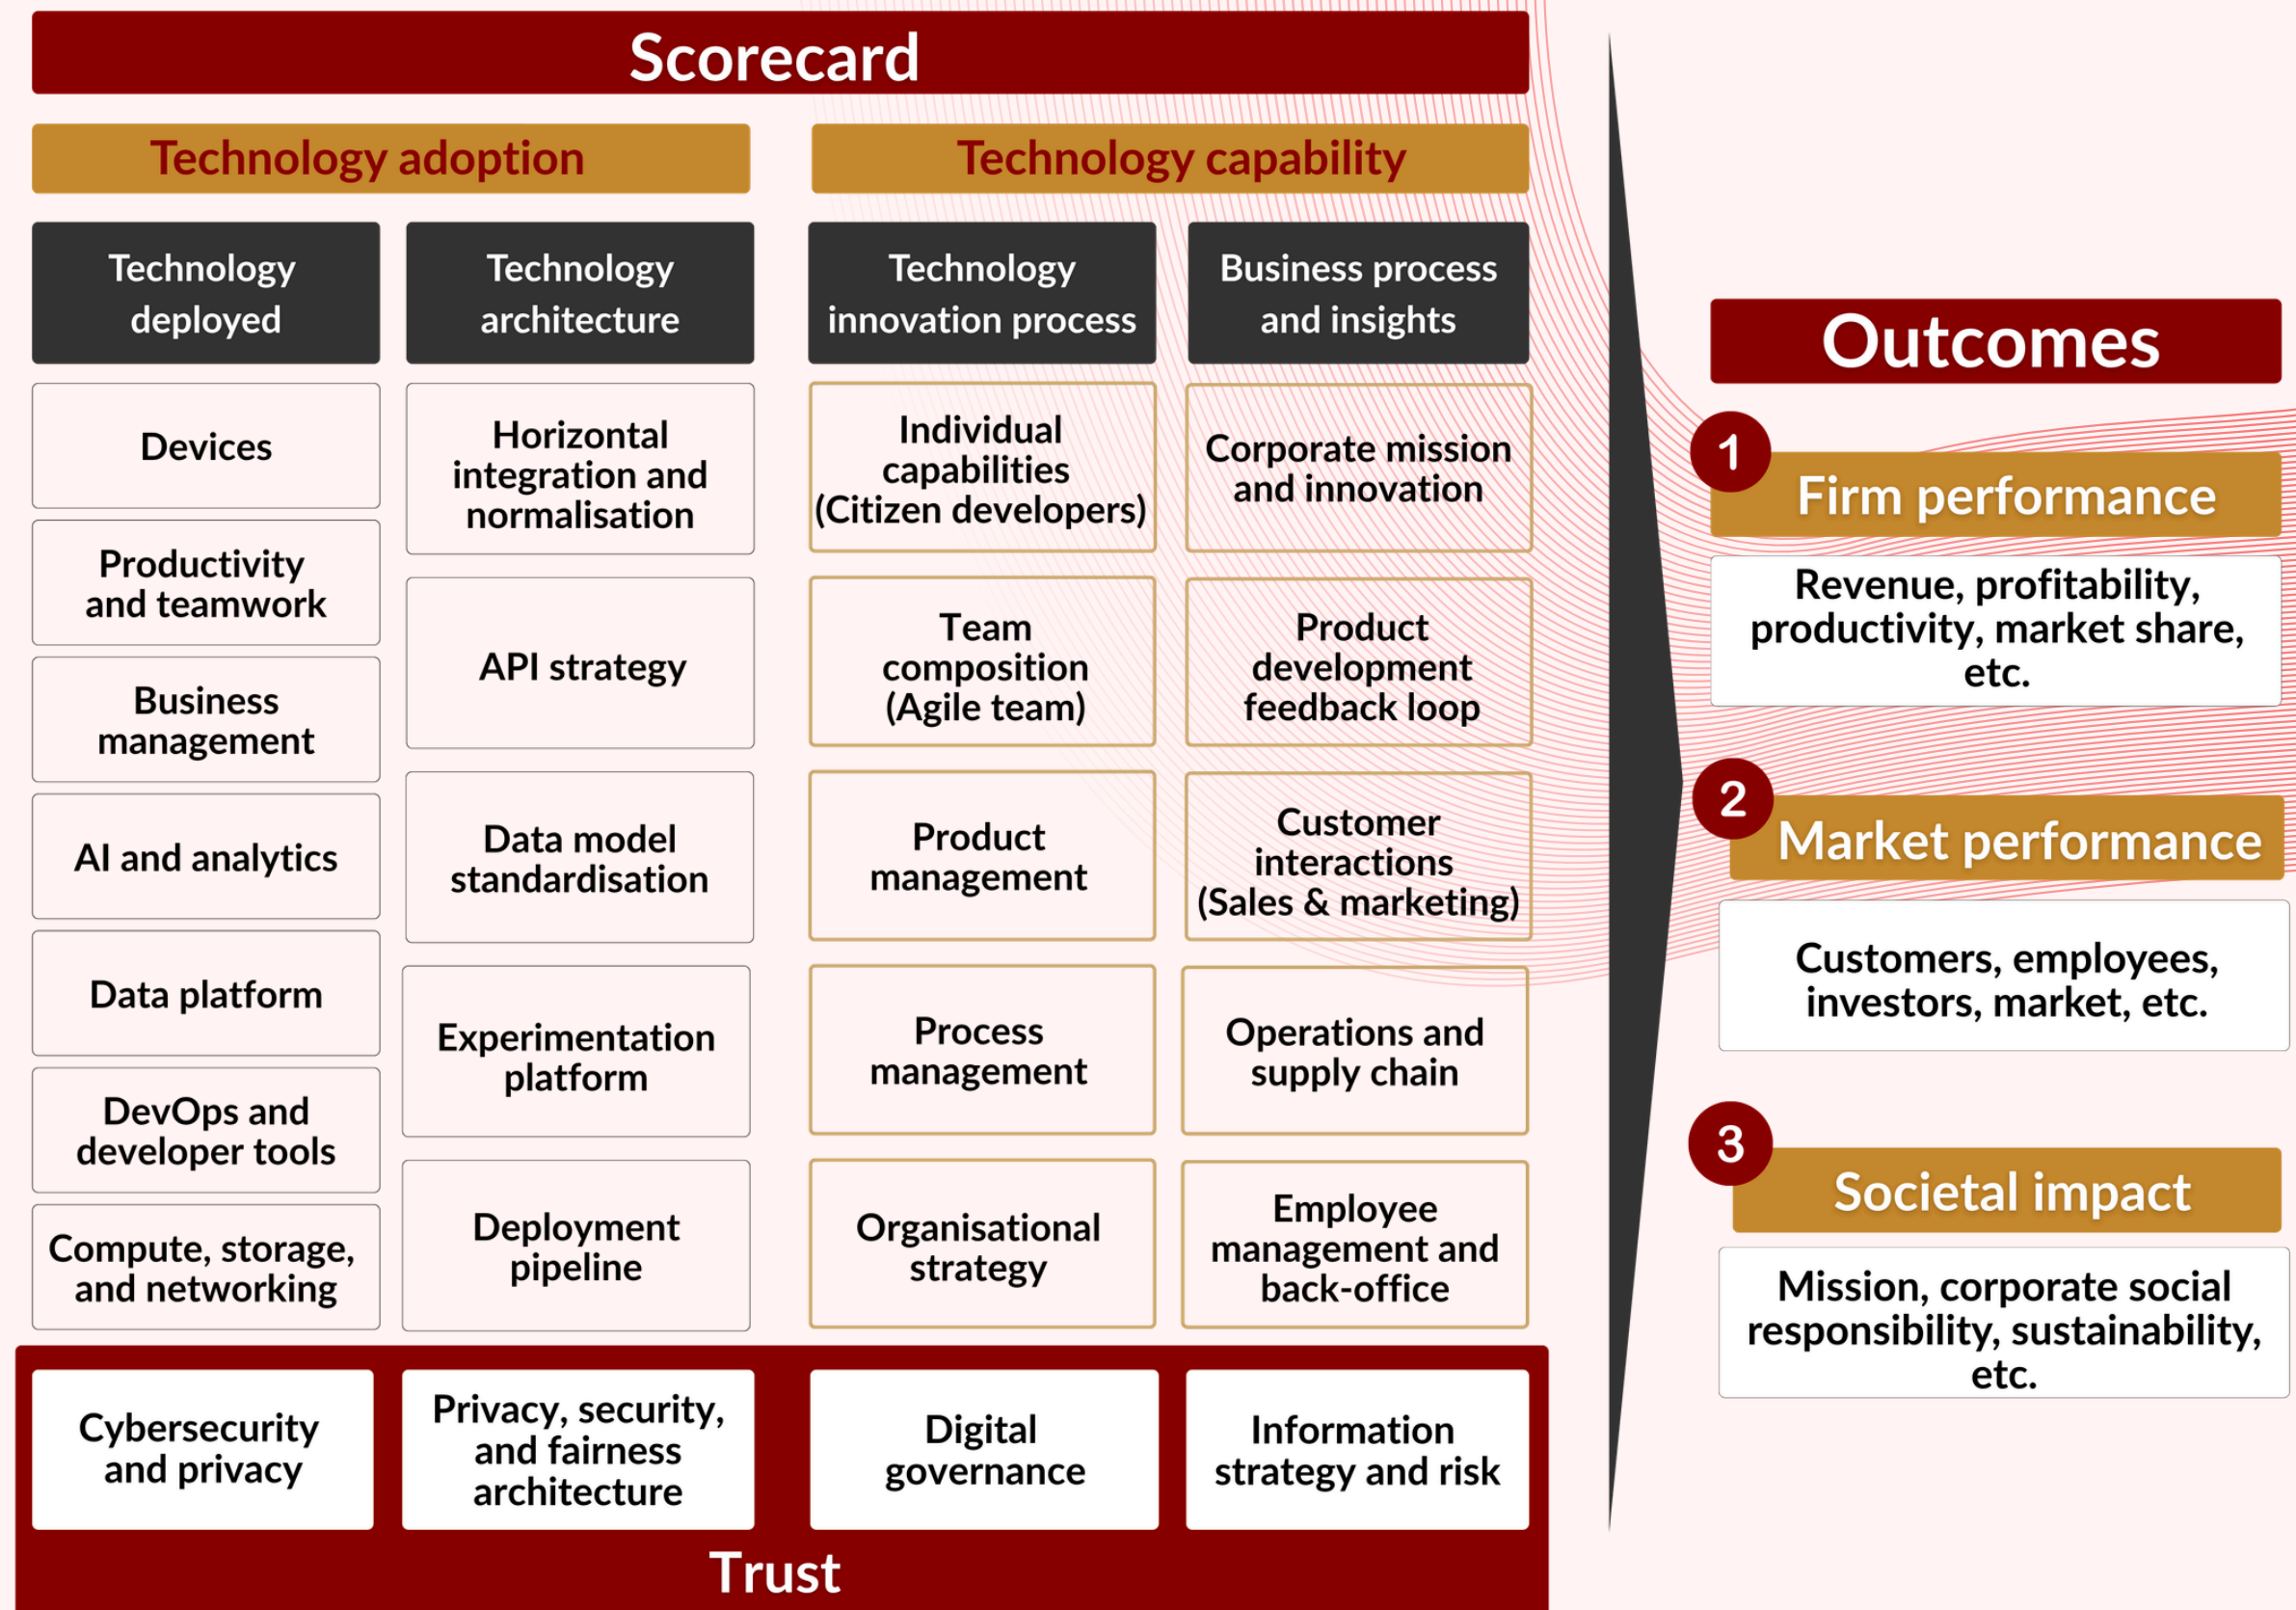 Scorecard
Technology adoption
Technology capability
Technology
deployed
Technology
architecture
Technology
innovation process
Business process
and insights
Devices
Productivity
and teamwork
Business
management
AI and analytics
Data platform
DevOps and
developer tools
Compute, storage,
and networking
Horizontal
integration and
normalisation
API strategy
Data model
standardisation
Experimentation
platform
Deployment
pipeline
Individual
capabilities
(Citizen developers)
Team
composition
(Agile team)
Product
management
Process
management
Organisational
strategy
Corporate mission
and innovation
Product
development
feedback loop
Customer
interactions
(Sales & marketing)
Operations and
supply chain
Employee
management and
back-office
Cybersecurity
and privacy
Privacy, security,
and fairness
architecture
Digital
governance
Information
strategy and risk
Trust
Outcomes
1
Firm performance
Revenue, profitability,
productivity, market share,
etc.
2
Market performance
Customers, employees,
investors, market, etc.
3
Societal impact
Mission, corporate social
responsibility, sustainability,
etc.